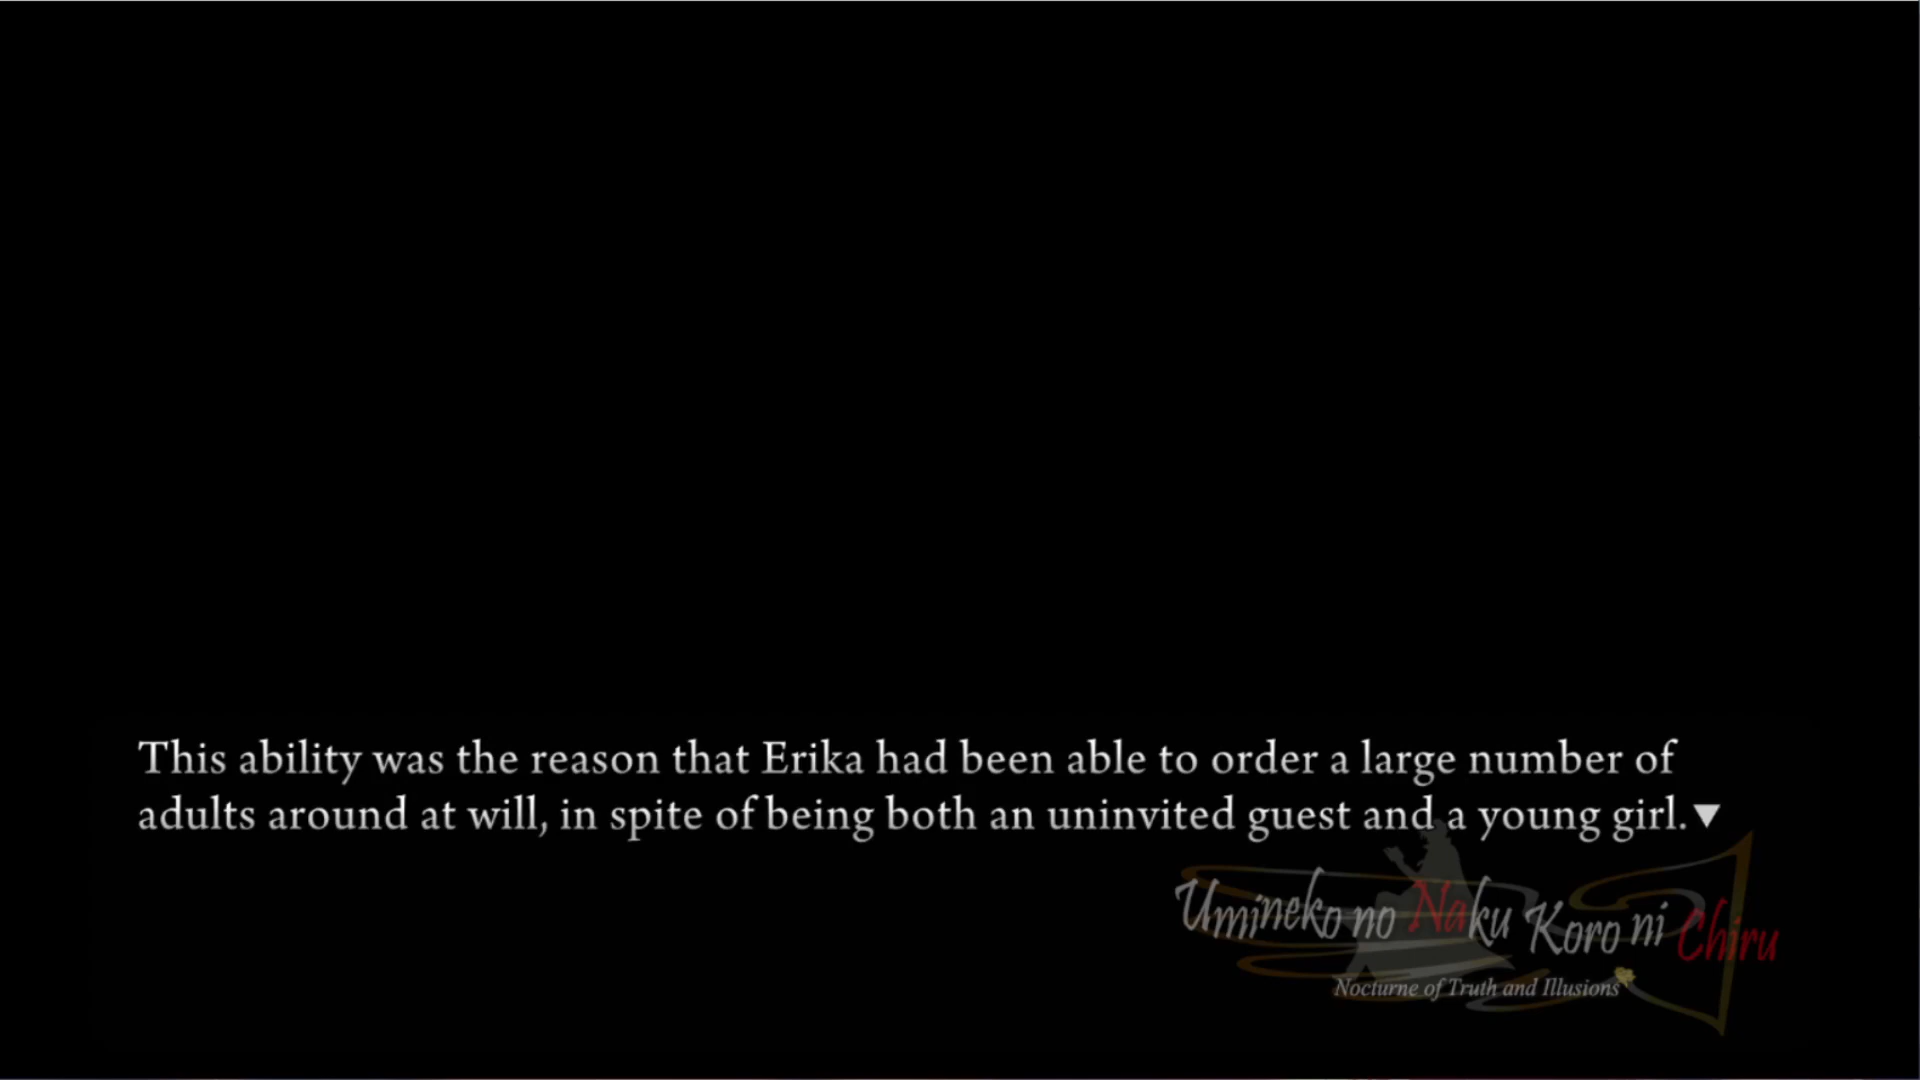 This ability was the reason that Erika had been able to order a large number of
adults around at will, in spite of being both an uninvited guest and a young girl.▼
Umineko no Naku Koro ni Chiru
Nocturne of Truth and Illusions